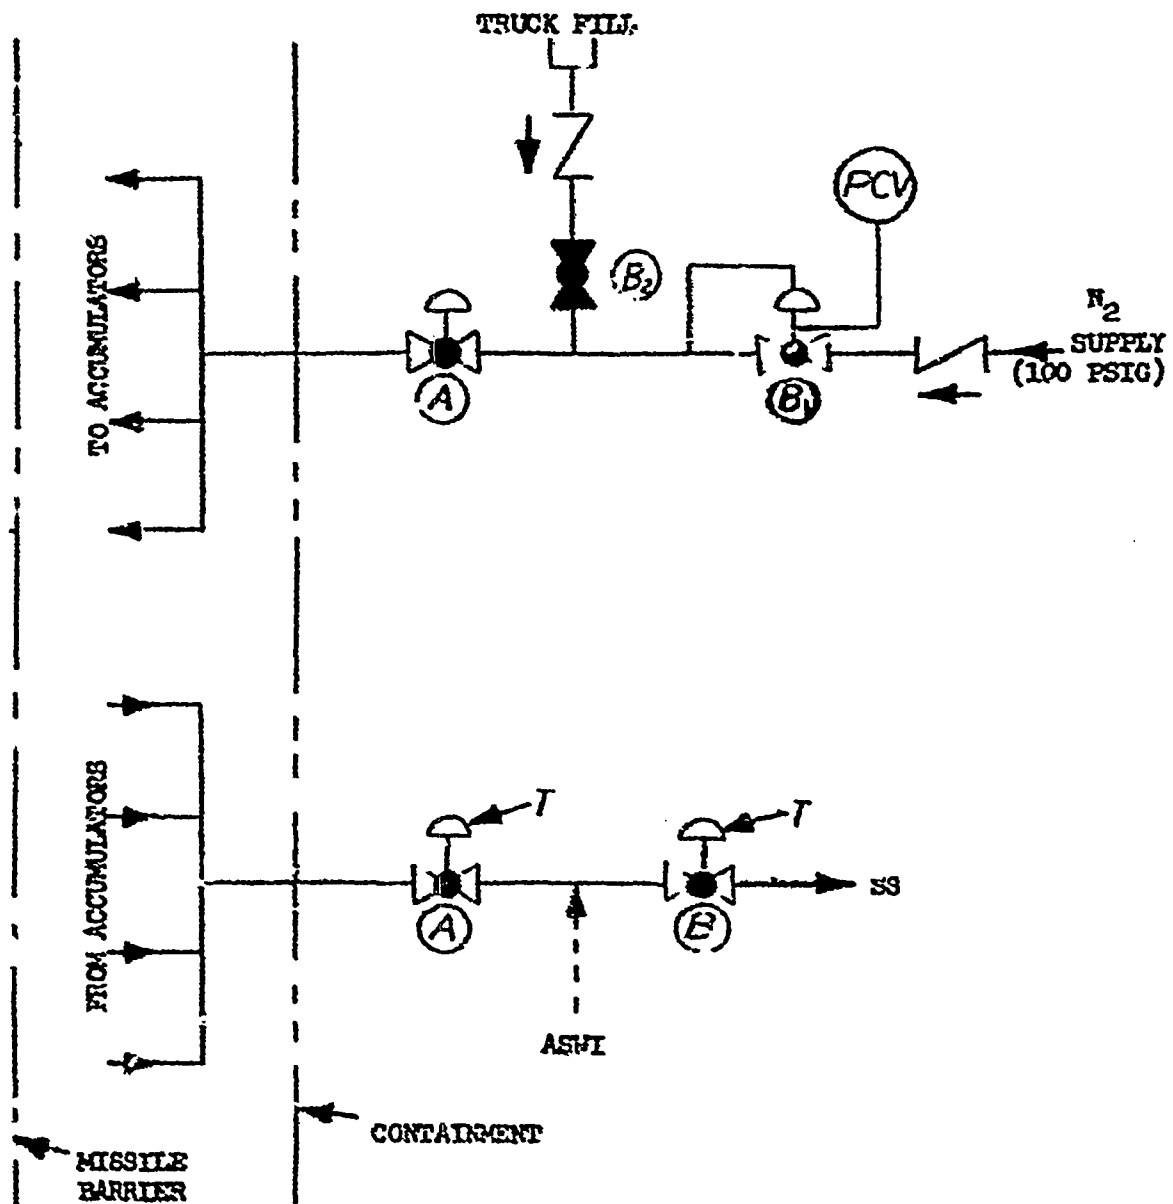 TRUCK FILL
PCV
B2
N2
SUPPLY
(100 PSIG)
A
B1
TO ACCUMULATORS
T
T
FROM ACCUMULATORS
SS
A
B
ASWI
CONTAINMENT
MISSILE
BARRIER